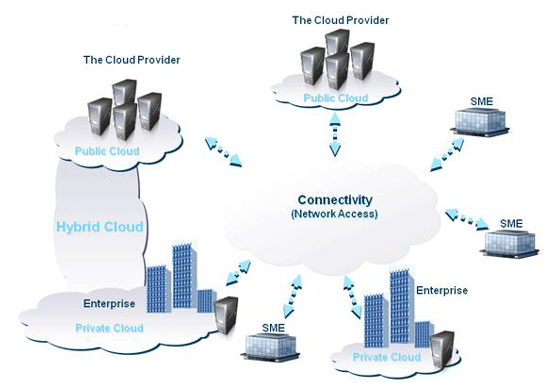 The Cloud Provider
The Cloud Provider
Public Cloud
SME
Public Cloud
Connectivity
(Network Access)
SME
Hybrid Cloud
Enterprise
Enterprise
Private Cloud
SME
Private Cloud